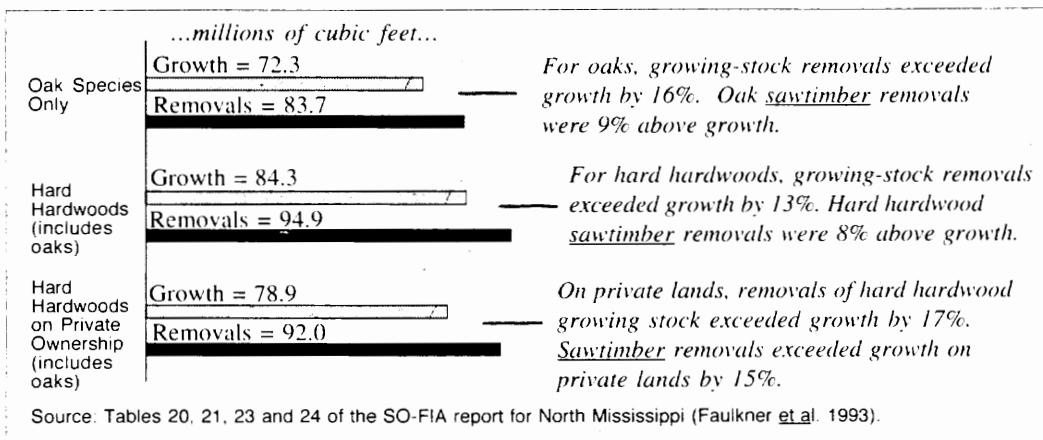 ...millions of cubic feet...
Oak Species
Only
Growth = 72.3
Removals = 83.7
For oaks, growing-stock removals exceeded
growth by 16%. Oak sawtimber removals
were 9% above growth.
Hard
Hardwoods
(includes
oaks)
Growth = 84.3
Removals = 94.9
For hard hardwoods, growing-stock removals
exceeded growth by 13%. Hard hardwood
sawtimber removals were 8% above growth.
Hard
Hardwoods
on Private
Ownership
(includes
oaks)
Growth = 78.9
Removals = 92.0
On private lands, removals of hard hardwood
growing stock exceeded growth by 17%.
Sawtimber removals exceeded growth on
private lands by 15%.
Source: Tables 20, 21, 23 and 24 of the SO-FIA report for North Mississippi (Faulkner et al. 1993).